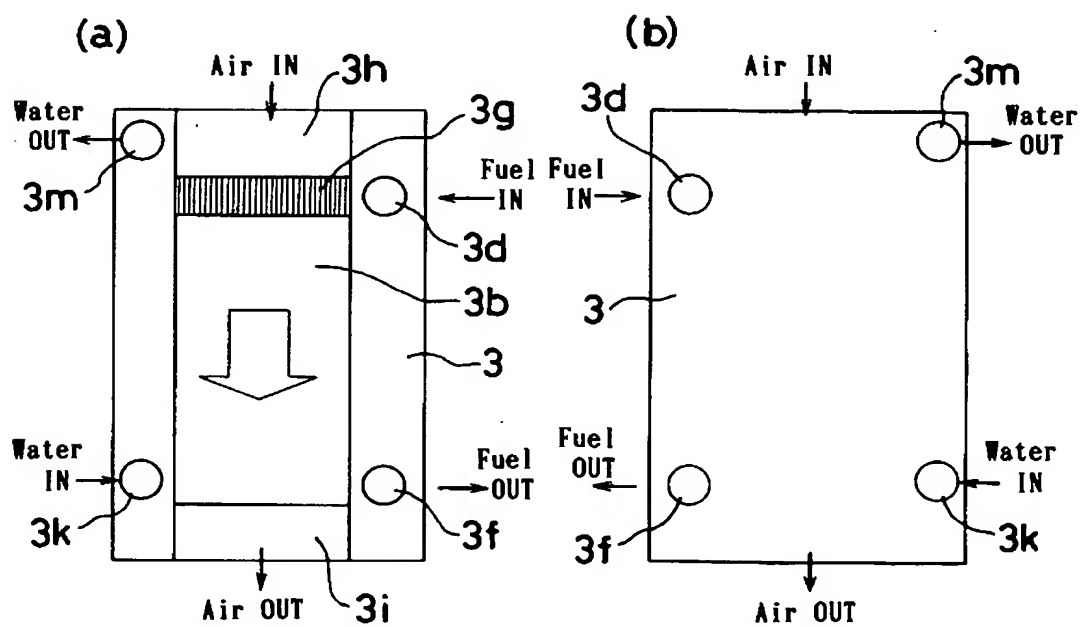 (a)
Air IN
3h
Water
OUT
3g
3m
Fuel
IN
3d
3b
3
Water
IN
Fuel
OUT
3k
3f
Air OUT
3i
(b)
Air IN
3m
3d
Water
OUT
Fuel
IN
3
Fuel
OUT
Water
IN
3f
3k
Air OUT